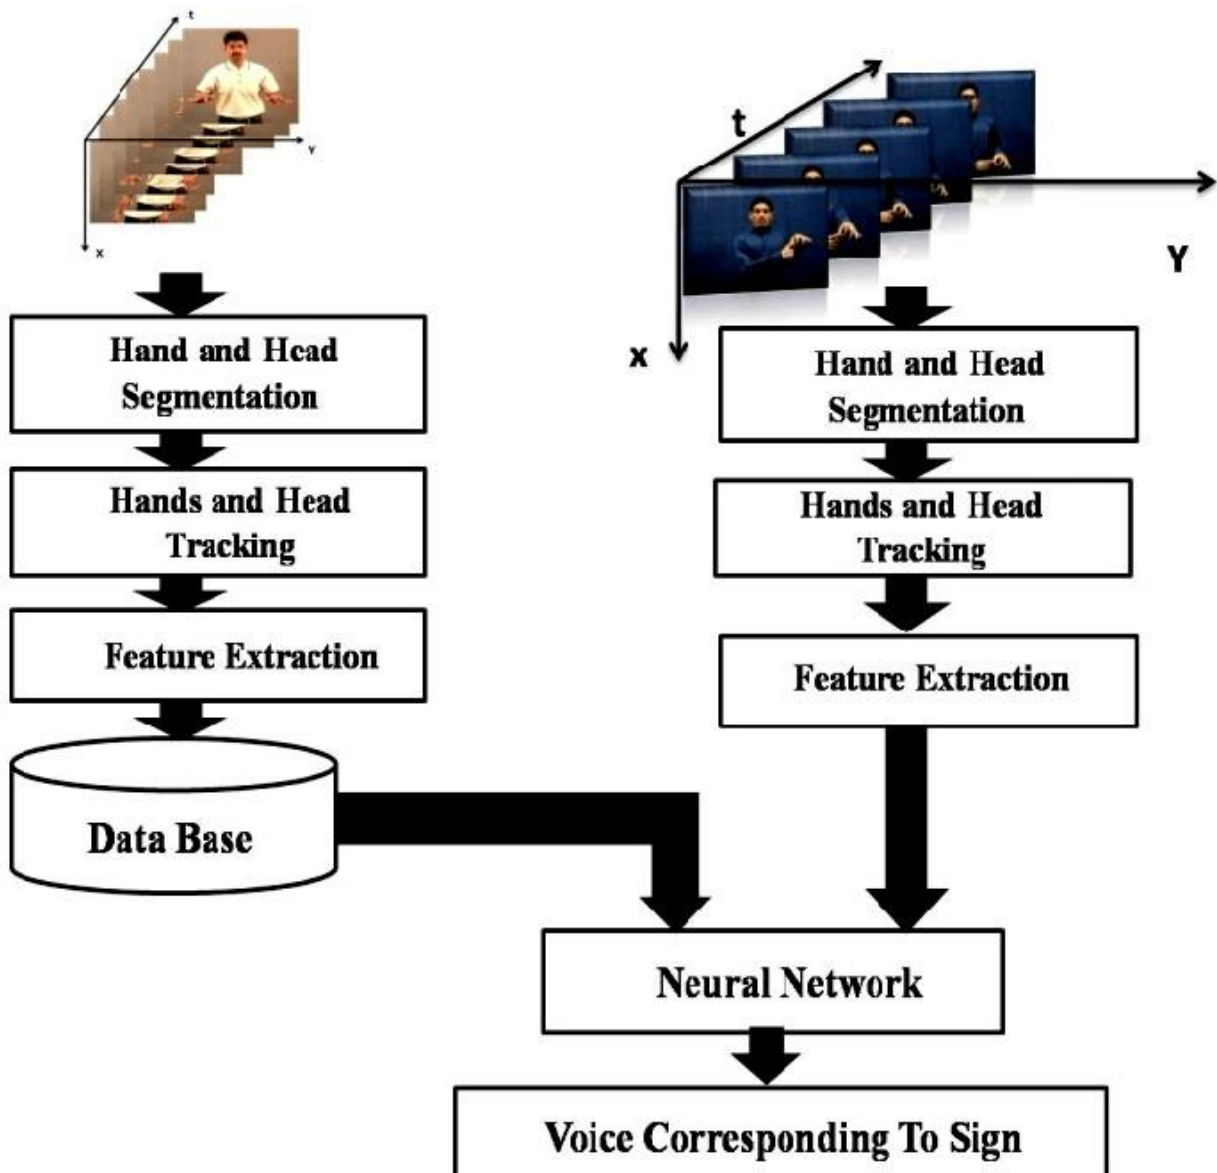 t
Y
x
t
Y
x
Hand and Head
Segmentation
Hands and Head
Tracking
Feature Extraction
Data Base
Hand and Head
Segmentation
Hands and Head
Tracking
Feature Extraction
Neural Network
Voice Corresponding To Sign